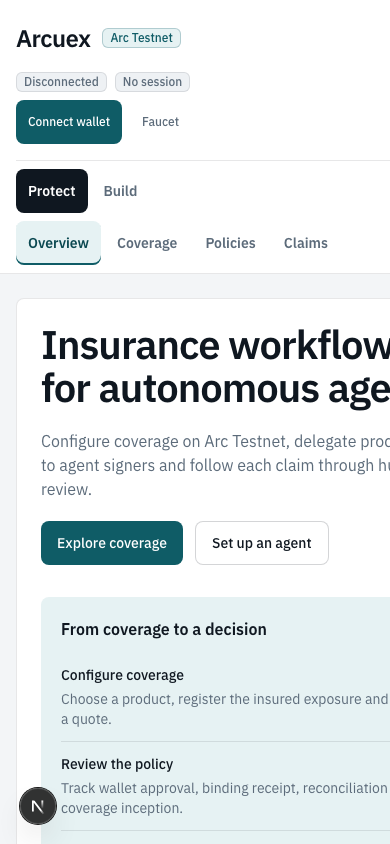 Arcuex
Arc Testnet
Disconnected
No session
Connect wallet
Faucet
Protect
Build
Overview
Coverage
Policies
Claims
Insurance workflow
for autonomous age
Configure coverage on Arc Testnet, delegate
to agent signers and follow each claim through
review.
Explore coverage
Set up an agent
From coverage to a decision
Configure coverage
Choose a product, register the insured exposure and
a quote.
Review the policy
Track wallet approval, binding receipt, reconciliation
coverage inception.
N